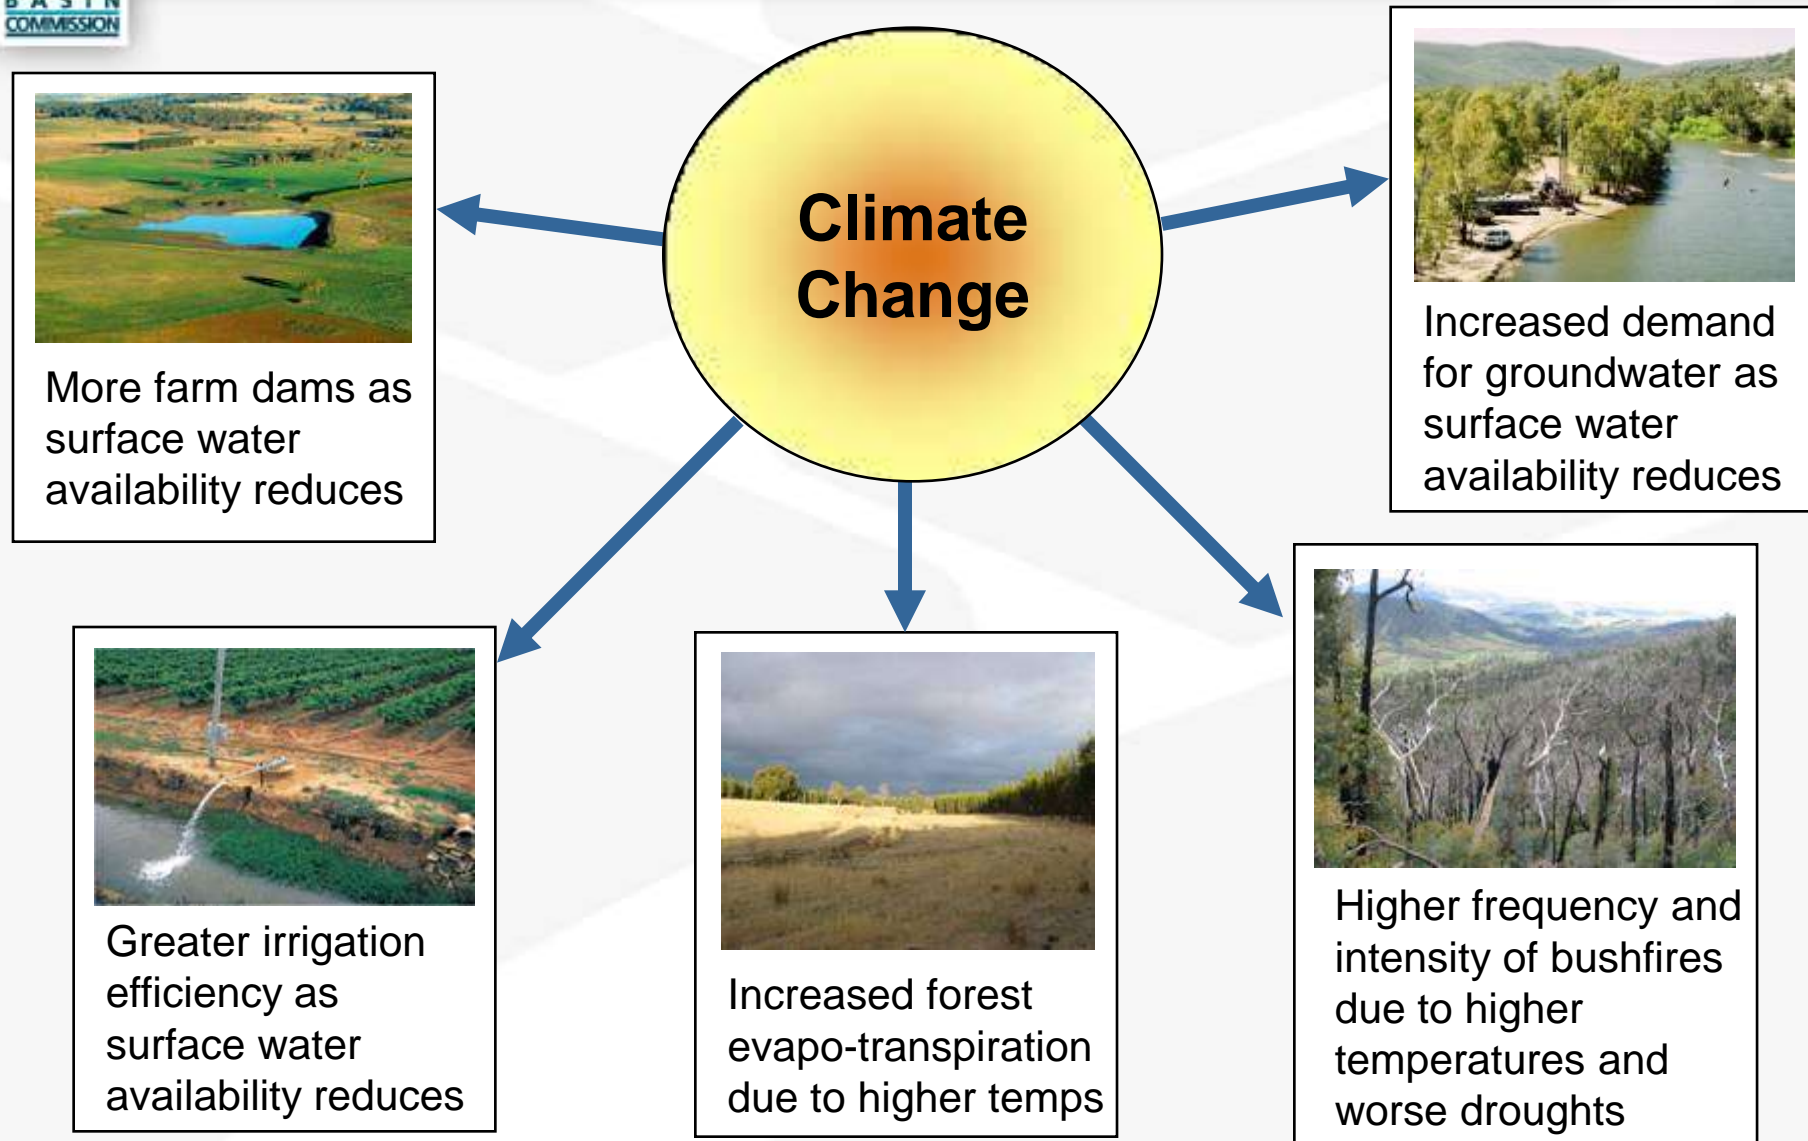 BASIN
COMMISSION
Climate
Change
More farm dams as
surface water
availability reduces
Increased demand
for groundwater as
surface water
availability reduces
Greater irrigation
efficiency as
surface water
availability reduces
Increased forest
evapo-transpiration
due to higher temps
Higher frequency and
intensity of bushfires
due to higher
temperatures and
worse droughts